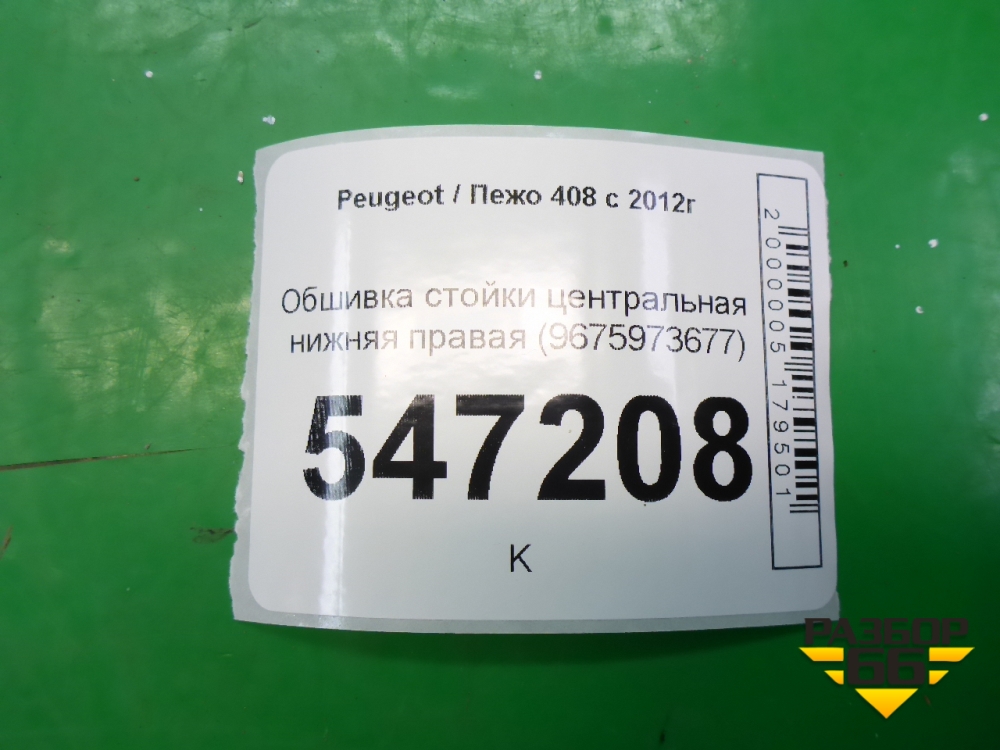 Peugeot / Пежо 408 с 2012г
Обшивка стойки центральная
нижняя правая (9675973677)
547208
К
2000005179501
РАЗБОР
66